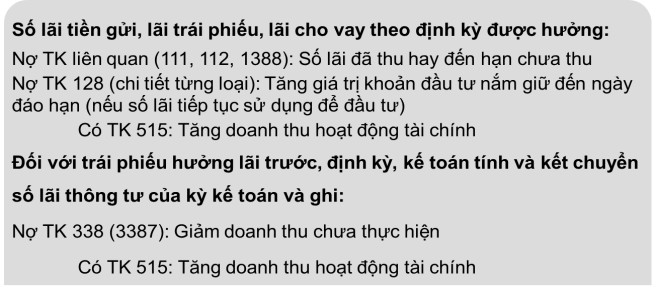 Số lãi tiền gửi, lãi trái phiếu, lãi cho vay theo định kỳ được hưởng:
Nợ TK liên quan (111, 112, 1388): Số lãi đã thu hay đến hạn chưa thu
Nợ TK 128 (chi tiết từng loại): Tăng giá trị khoản đầu tư nắm giữ đến ngày
đáo hạn (nếu số lãi tiếp tục sử dụng để đầu tư)
Có TK 515: Tăng doanh thu hoạt động tài chính
Đối với trái phiếu hưởng lãi trước, định kỳ, kế toán tính và kết chuyển
số lãi thông tư của kỳ kế toán và ghi:
Nợ TK 338 (3387): Giảm doanh thu chưa thực hiện
Có TK 515: Tăng doanh thu hoạt động tài chính